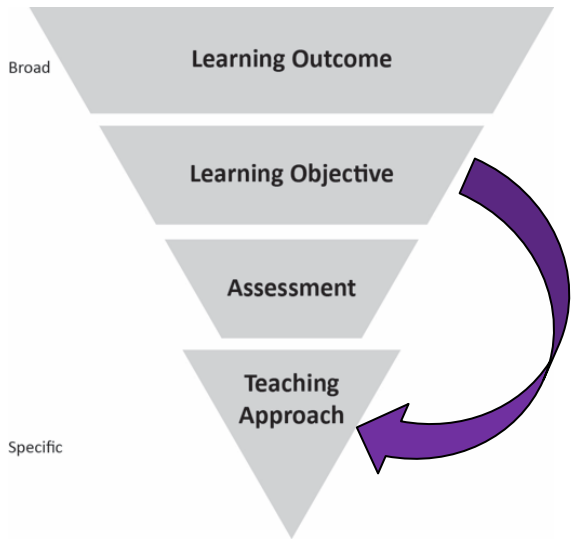 Learning Outcome
Broad
Learning Objective
Assessment
Teaching
Approach
Specific